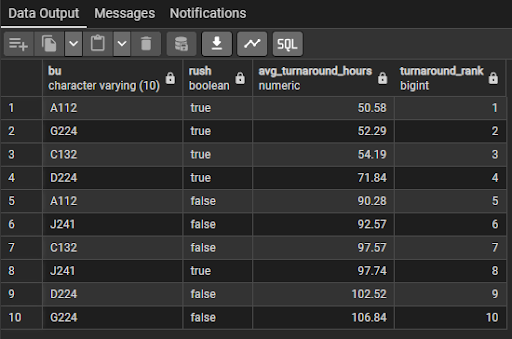 Data Output Messages Notifications
SQL
bu rush avg_turnaround_hours turnaround_rank
character varying (10) boolean numeric bigint
1 A112 true 50.58 1
2 G224 true 52.29 2
3 C132 true 54.19 3
4 D224 true 71.84 4
5 A112 false 90.28 5
6 J241 false 92.57 6
7 C132 false 97.57 7
8 J241 true 97.74 8
9 D224 false 102.52 9
10 G224 false 106.84 10